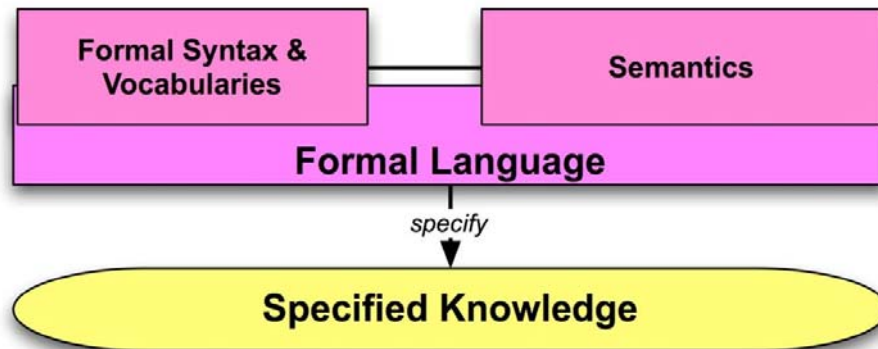 Formal Syntax &
Vocabularies
Semantics
Formal Language
specify
Specified Knowledge